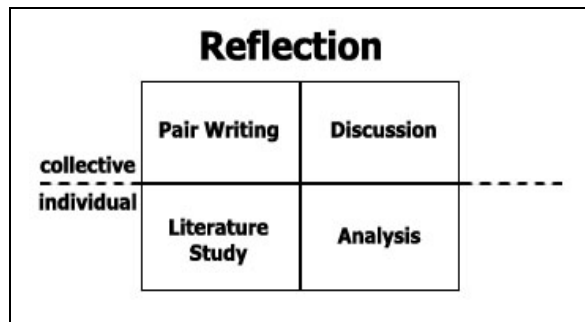 Reflection
Pair Writing
Discussion
collective
individual
Literature
Study
Analysis